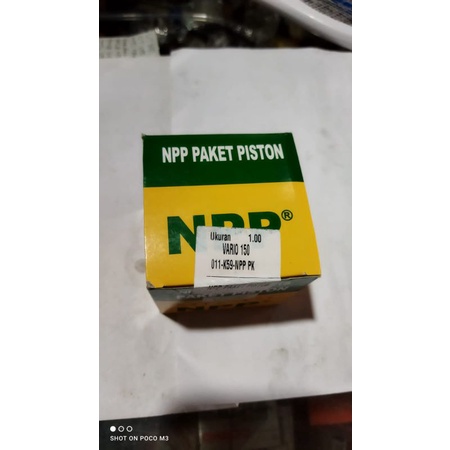 NPP PAKET PISTON
NPP®
Ukuran 1.00
VARIO 150
011-K59-NPP PK
SHOT ON POCO M3